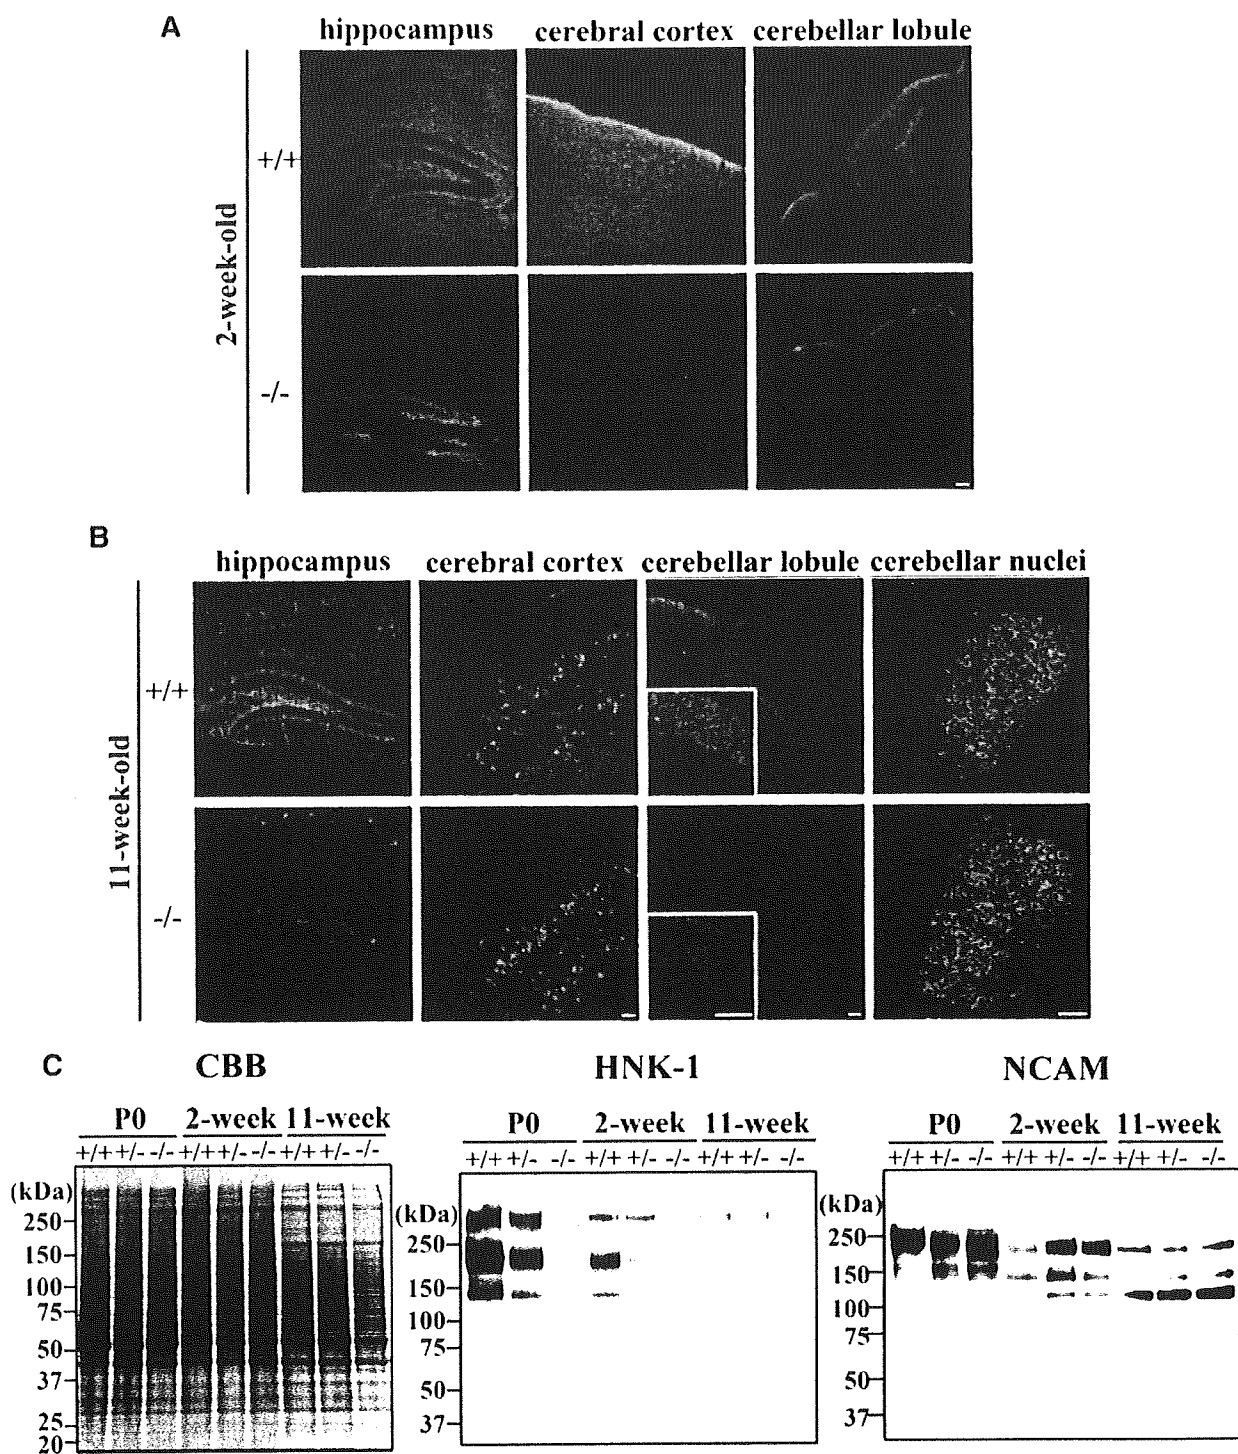 A
hippocampus cerebral cortex cerebellar lobule
2-week-old
+/+
-/-
B
hippocampus cerebral cortex cerebellar lobule cerebellar nuclei
11-week-old
+/+
-/-
C
CBB
P0 2-week 11-week
+/+ +/- -/- +/+ +/- -/- +/+ +/- -/-
(kDa)
250
150
100
75
50
37
25
20
HNK-1
P0 2-week 11-week
+/+ +/- -/- +/+ +/- -/- +/+ +/- -/-
(kDa)
250
150
100
75
50
37
NCAM
P0 2-week 11-week
+/+ +/- -/- +/+ +/- -/- +/+ +/- -/-
(kDa)
250
150
100
75
50
37